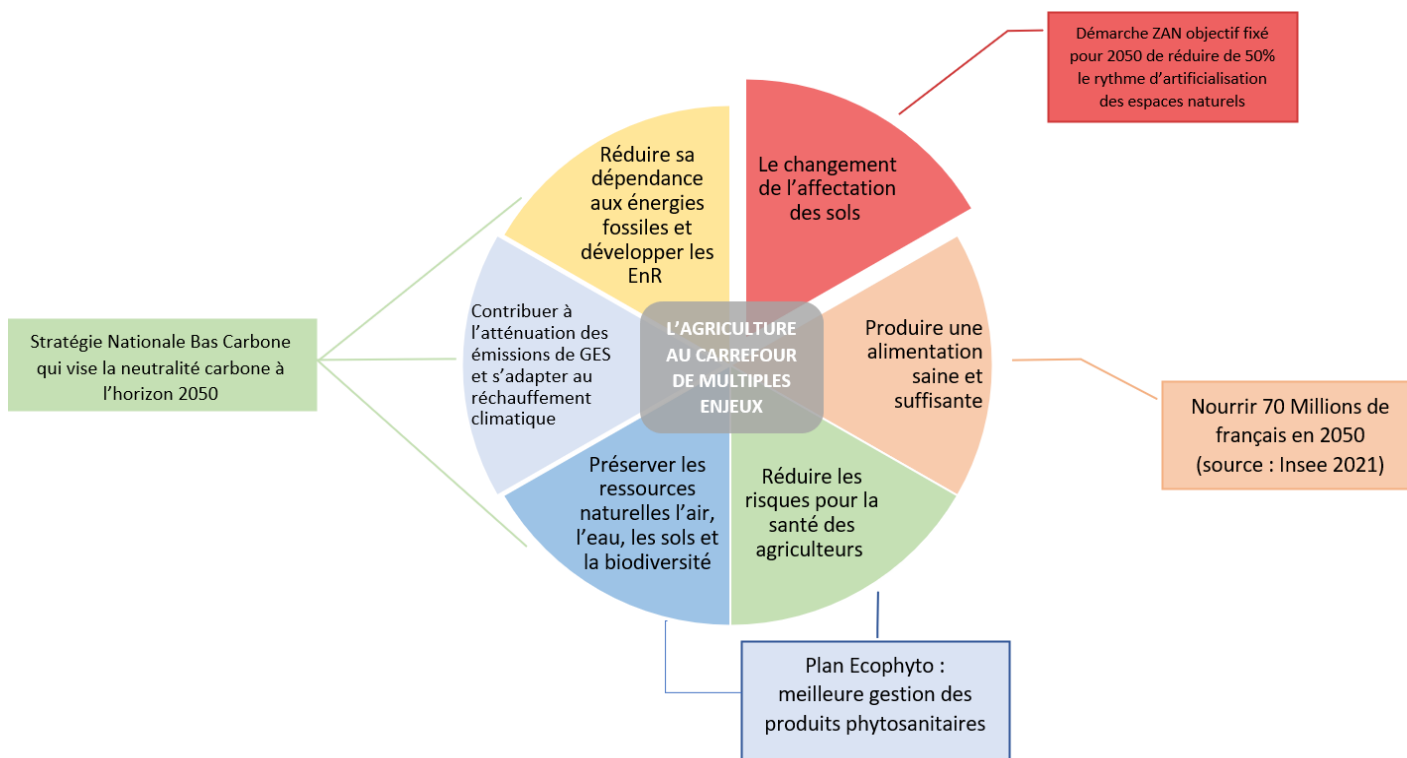 Démarche ZAN objectif fixé
pour 2050 de réduire de 50%
le rythme d’artificialisation
des espaces naturels
Réduire sa
dépendance
aux énergies
fossiles et
développer les
EnR
Le changement
de l’affectation
des sols
Stratégie Nationale Bas Carbone
qui vise la neutralité carbone à
l’horizon 2050
Contribuer à
l’atténuation des
émissions de GES
et s’adapter au
réchauffement
climatique
L’AGRICULTURE
AU CARREFOUR
DE MULTIPLES
ENJEUX
Produire une
alimentation
saine et
suffisante
Nourrir 70 Millions de
français en 2050
(source : Insee 2021)
Préserver les
ressources
naturelles l’air,
l’eau, les sols et
la biodiversité
Réduire les
risques pour la
santé des
agriculteurs
Plan Ecophyto :
meilleure gestion des
produits phytosanitaires